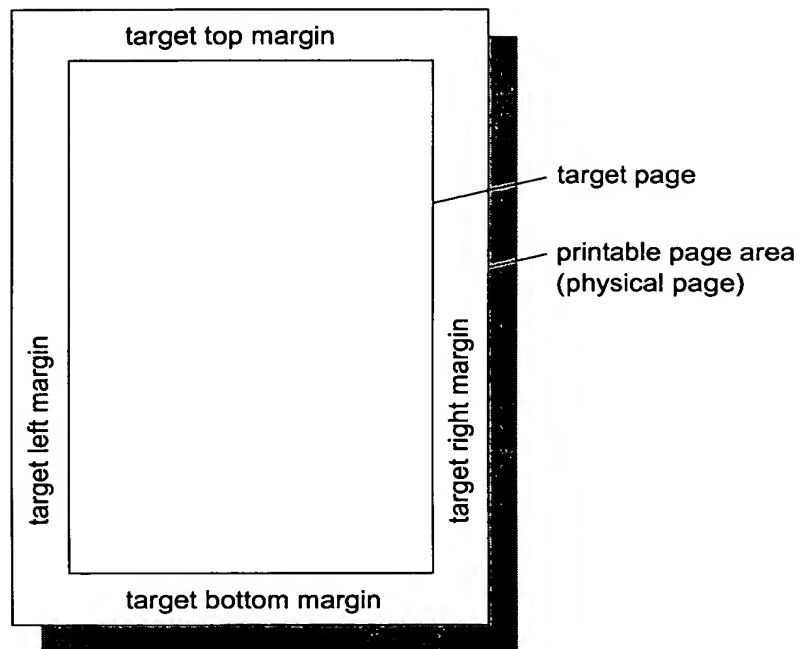 target top margin
target page
printable page area
(physical page)
target left margin
target right margin
target bottom margin